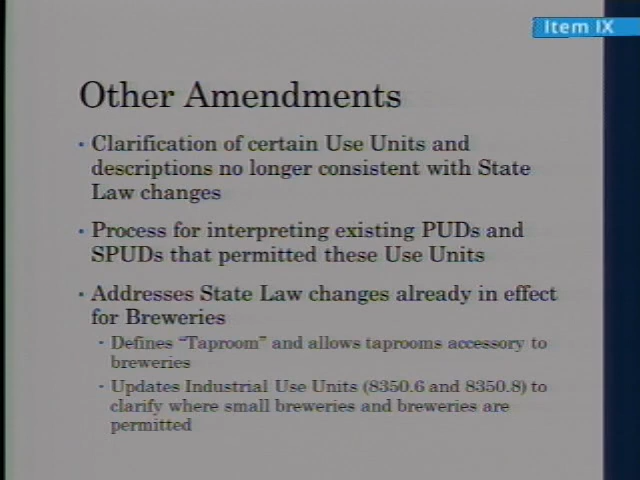 Item IX
Other Amendments
• Clarification of certain Use Units and
descriptions no longer consistent with State
Law changes
• Process for interpreting existing PUDs and
SPUDs that permitted these Use Units
• Addresses State Law changes already in effect
for Breweries
• Defines “Taproom” and allows taprooms accessory to
breweries
• Updates Industrial Use Units (8350.6 and 8350.8) to
clarify where small breweries and breweries are
permitted